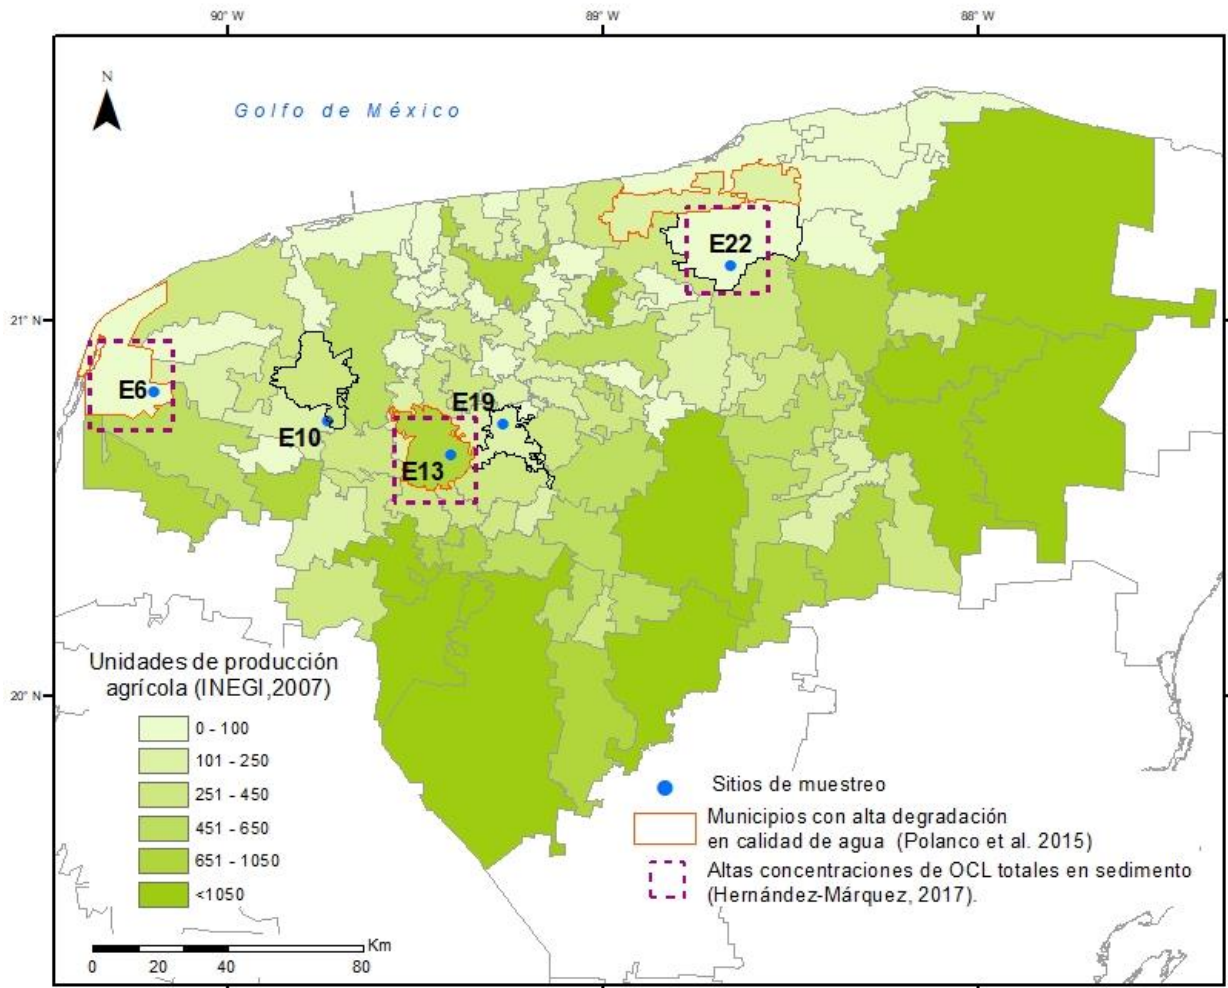 90° W
89° W
88° W
N
Golfo de México
E22
21° N
E6
E19
E10
E13
Unidades de producción
agrícola (INEGI,2007)
20° N
0 - 100
101 - 250
251 - 450
451 - 650
651 - 1050
<1050
Sitios de muestreo
Municipios con alta degradación
en calidad de agua (Polanco et al. 2015)
Altas concentraciones de OCL totales en sedimento
(Hernández-Márquez, 2017).
Km
0 20 40 80